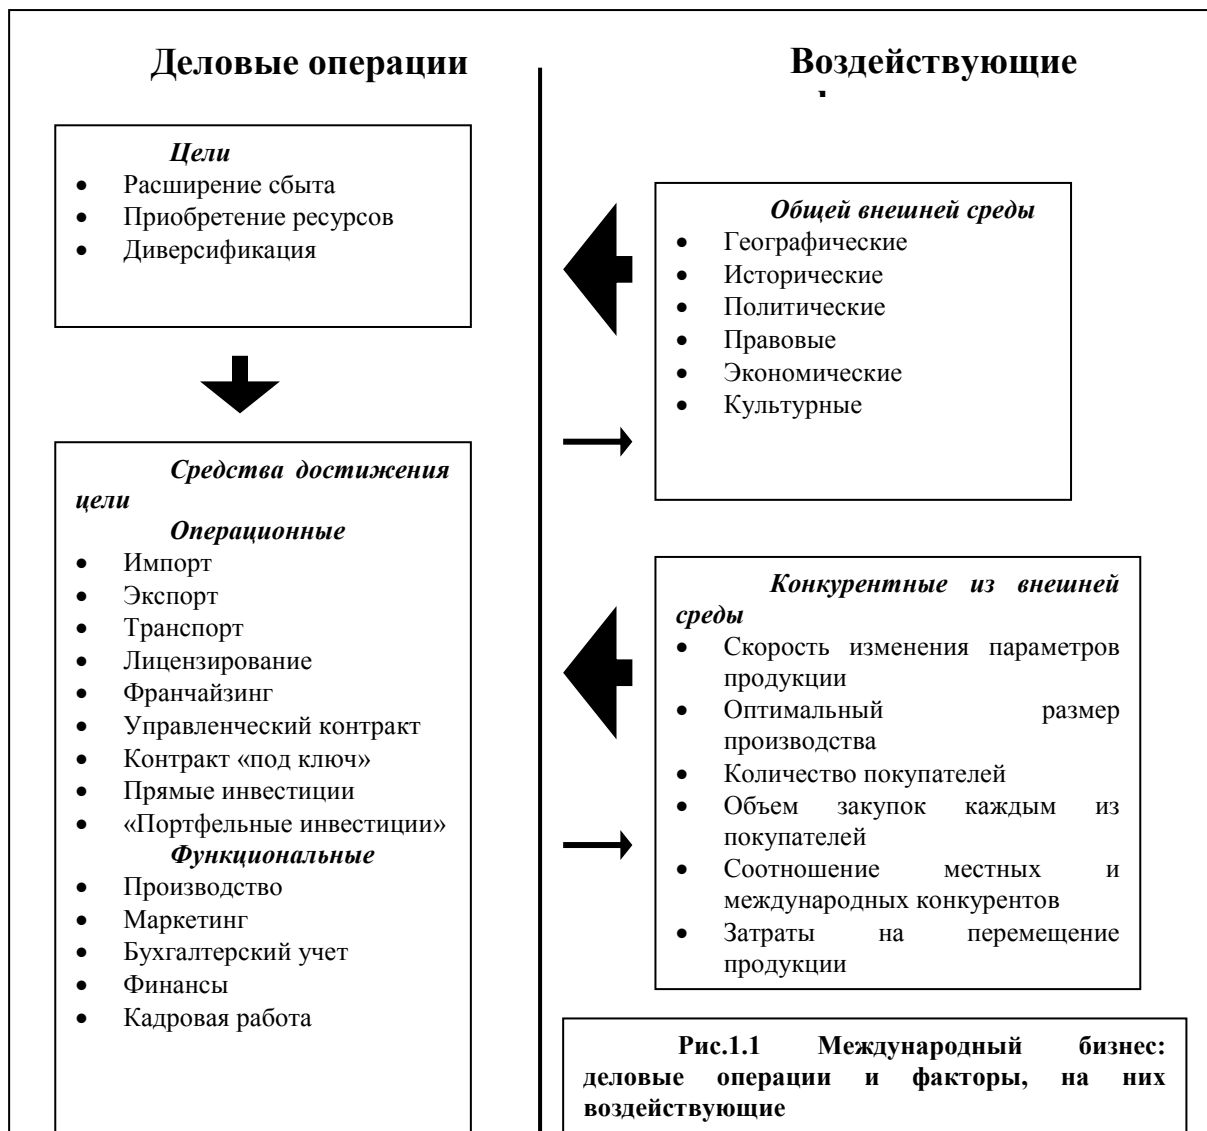 Деловые операции
Цели
• Расширение сбыта
• Приобретение ресурсов
• Диверсификация
Средства достижения
цели
Операционные
• Импорт
• Экспорт
• Транспорт
• Лицензирование
• Франчайзинг
• Управленческий контракт
• Контракт «под ключ»
• Прямые инвестиции
• «Портфельные инвестиции»
Функциональные
• Производство
• Маркетинг
• Бухгалтерский учет
• Финансы
• Кадровая работа
Воздействующие
Общей внешней среды
• Географические
• Исторические
• Политические
• Правовые
• Экономические
• Культурные
Конкурентные из внешней
среды
• Скорость изменения параметров
продукции
• Оптимальный размер
производства
• Количество покупателей
• Объем закупок каждым из
покупателей
• Соотношение местных и
международных конкурентов
• Затраты на перемещение
продукции
Рис.1.1 Международный бизнес:
деловые операции и факторы, на них
воздействующие